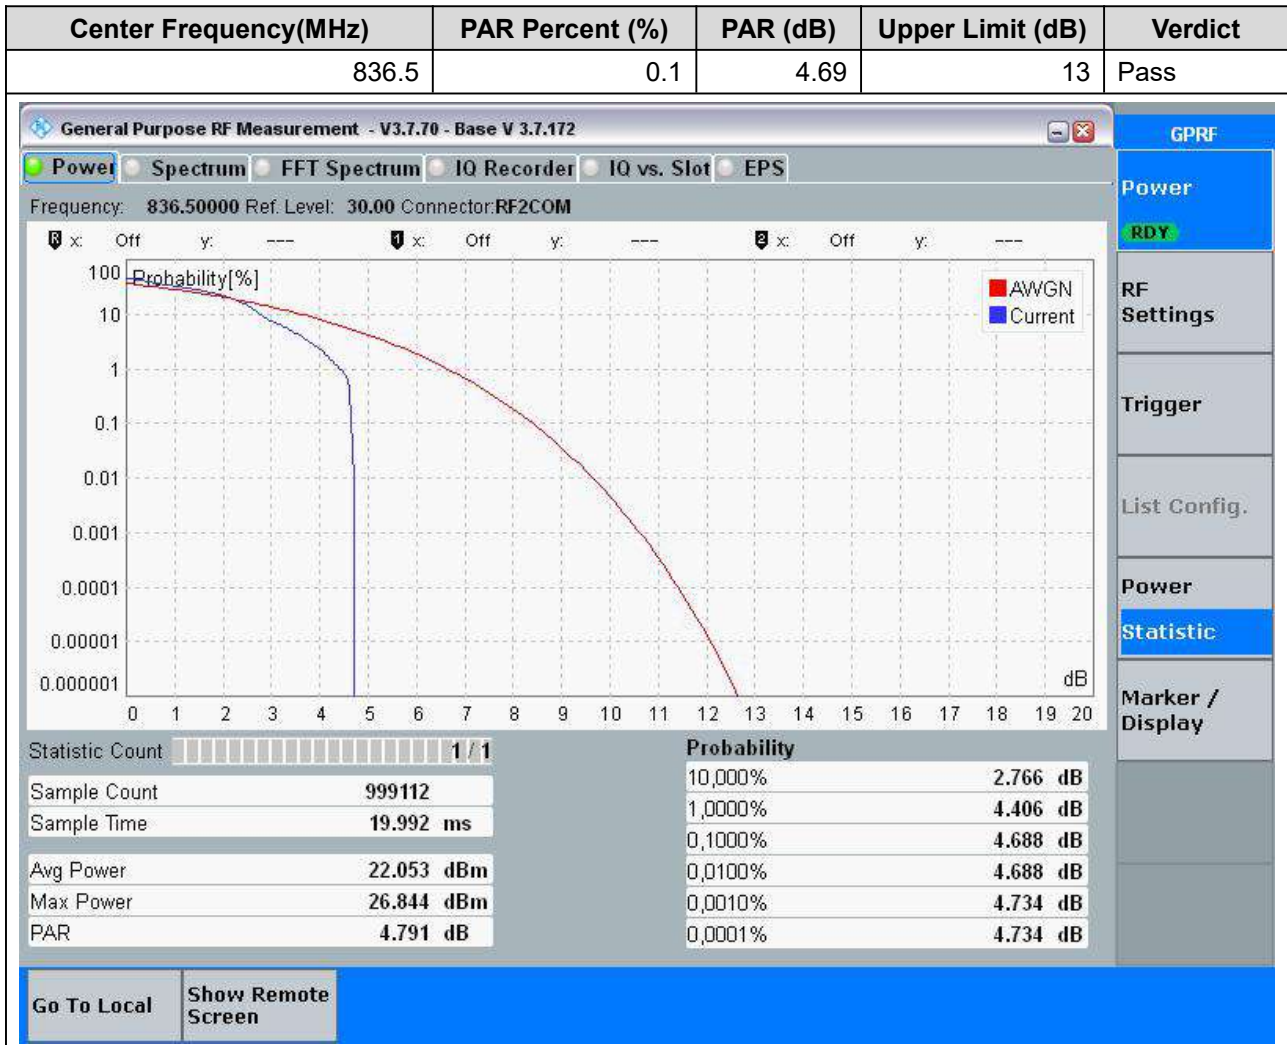 Center Frequency(MHz) PAR Percent (%) PAR (dB) Upper Limit (dB) Verdict
836.5 0.1 4.69 13 Pass
General Purpose RF Measurement - V3.7.70 - Base V 3.7.172
GPRF
Power Spectrum FFT Spectrum IQ Recorder IQ vs. Slot EPS
Frequency: 836.50000 Ref. Level: 30.00 Connector:RF2COM
Power
RDY
R x: Off y: --- 1 x: Off y: --- 2 x: Off y: ---
100 Probability[%]
AWGN
Current
10
1
0.1
0.01
0.001
0.0001
0.00001
0.000001
dB
0 1 2 3 4 5 6 7 8 9 10 11 12 13 14 15 16 17 18 19 20
RF
Settings
Trigger
List Config.
Power
Statistic
Marker /
Display
Statistic Count 1 / 1
Sample Count 999112
Sample Time 19.992 ms
Avg Power 22.053 dBm
Max Power 26.844 dBm
PAR 4.791 dB
Probability
10,000% 2.766 dB
1,0000% 4.406 dB
0,1000% 4.688 dB
0,0100% 4.688 dB
0,0010% 4.734 dB
0,0001% 4.734 dB
Go To Local
Show Remote
Screen